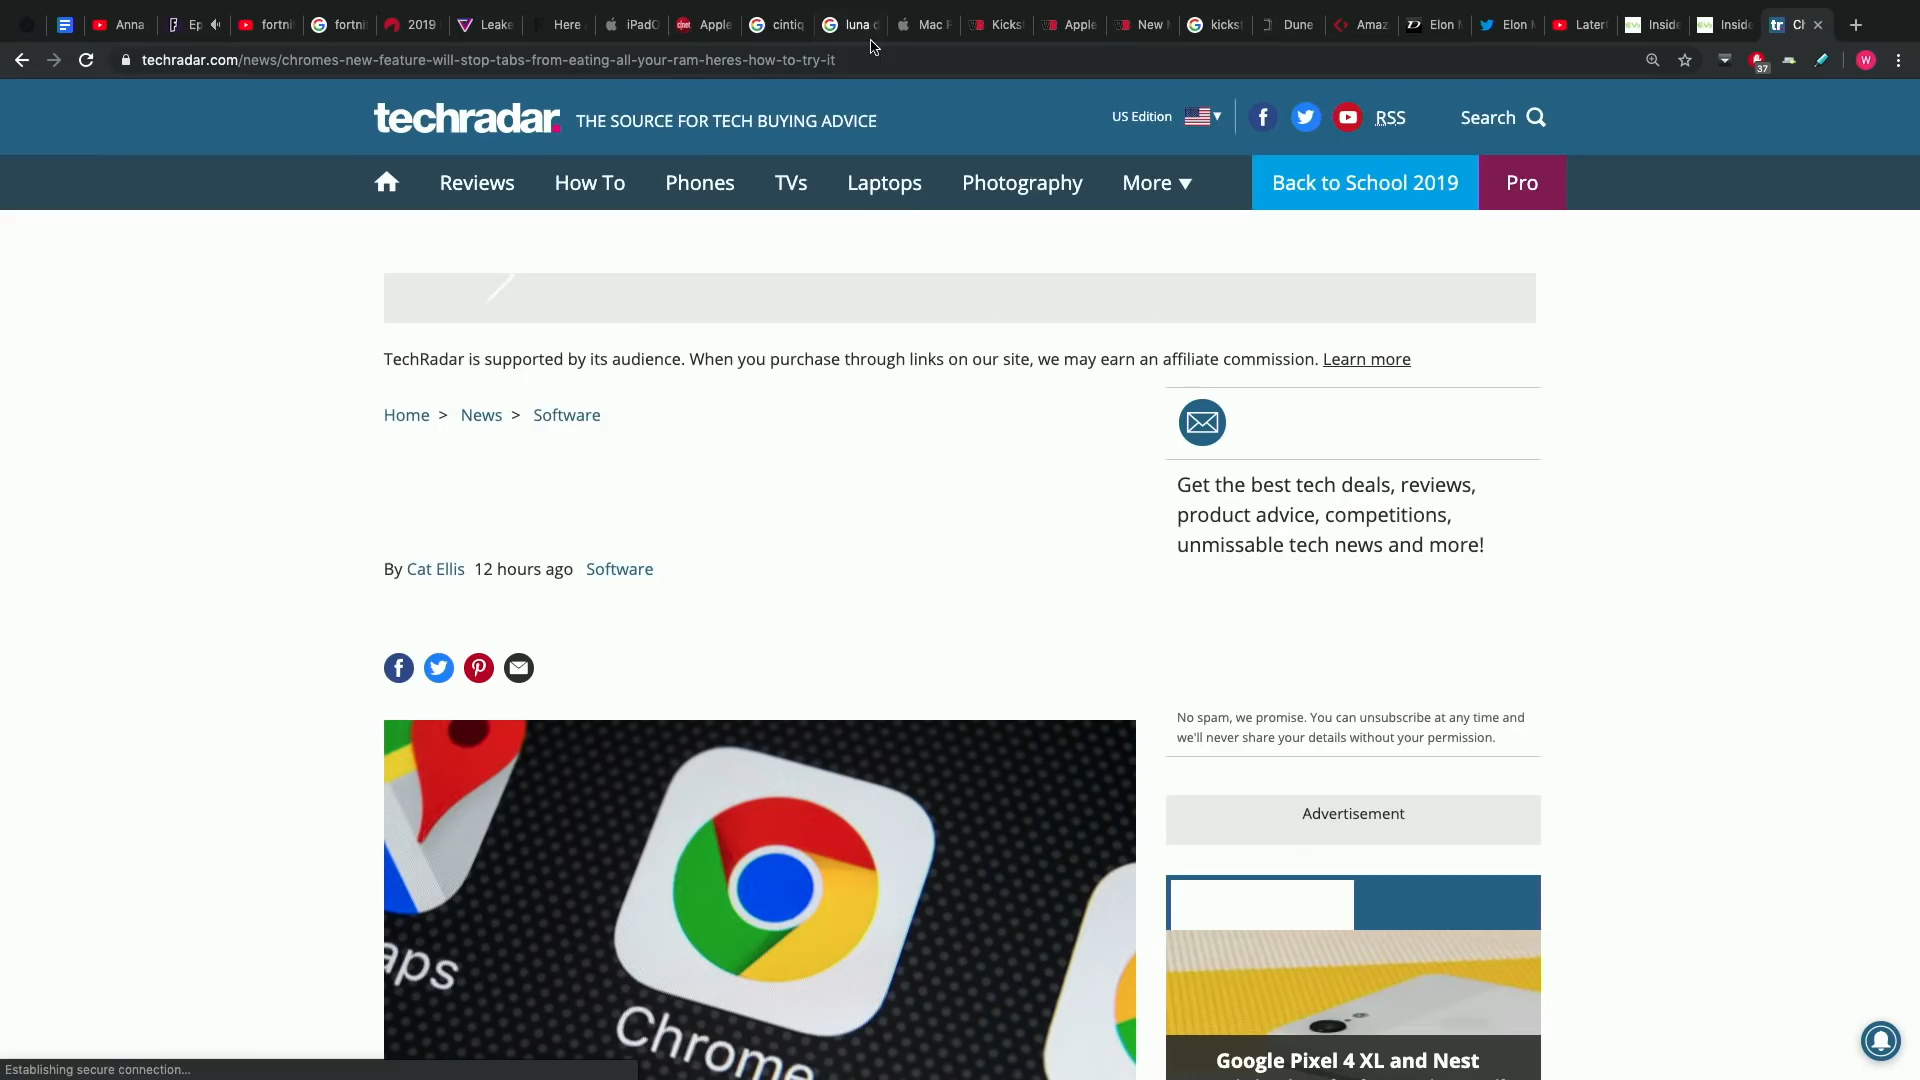 Anna
Ep
fortni
fortni
2019
Leake
Here
iPadO
Apple
cintiq
luna
Mac
Kicks
Apple
New
kickst
Dune
Amaz
Elon
Elon
Later
Inside
Inside
techradar.com/news/chromes-new-feature-will-stop-tabs-from-eating-all-your-ram-heres-how-to-try-it
37
W
techradar.
THE SOURCE FOR TECH BUYING ADVICE
US Edition
RSS
Search
Reviews
How To
Phones
TVs
Laptops
Photography
More
Back to School 2019
Pro
TechRadar is supported by its audience. When you purchase through links on our site, we may earn an affiliate commission. Learn more
Home > News > Software
Get the best tech deals, reviews,
product advice, competitions,
unmissable tech news and more!
By Cat Ellis 12 hours ago Software
No spam, we promise. You can unsubscribe at any time and
we'll never share your details without your permission.
Advertisement
aps
Chrome
Google Pixel 4 XL and Nest
Establishing secure connection...